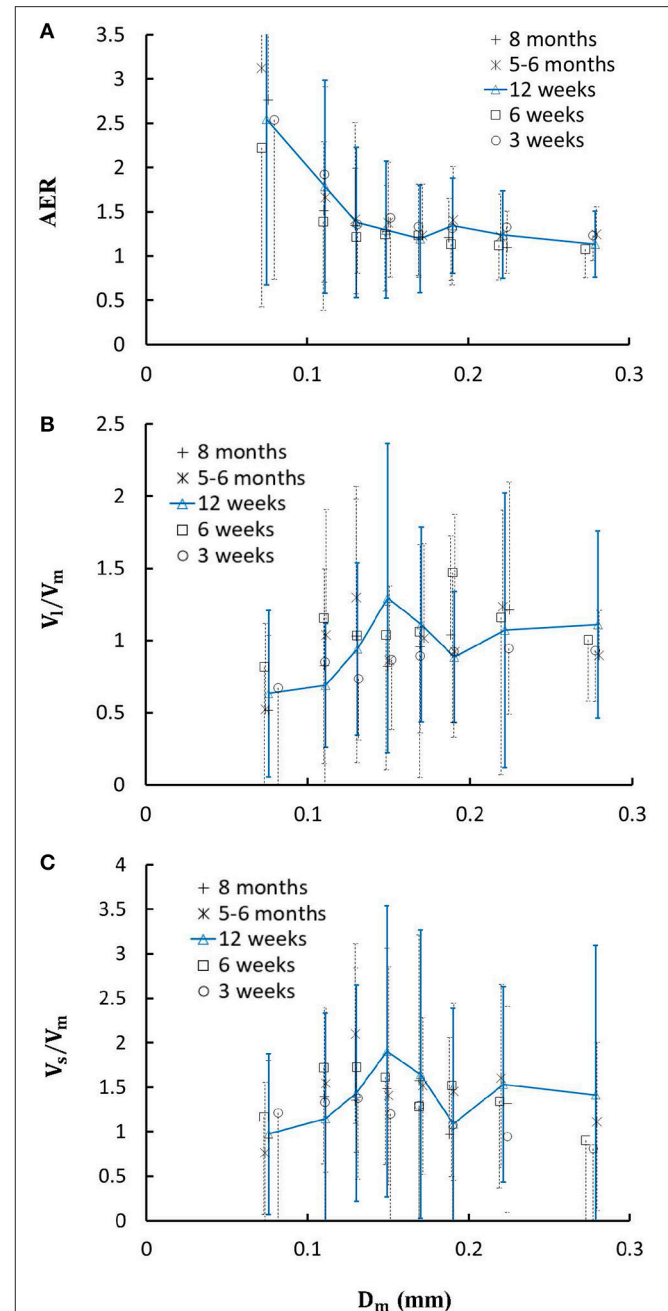 A
3.5
3
2.5
2
1.5
1
0.5
0
AER
8 months
5-6 months
12 weeks
6 weeks
3 weeks
0 0.1 0.2 0.3
B
2.5
2
1.5
1
0.5
0
Vl/Vm
8 months
5-6 months
12 weeks
6 weeks
3 weeks
0 0.1 0.2 0.3
C
4
3.5
3
2.5
2
1.5
1
0.5
0
Vs/Vm
8 months
5-6 months
12 weeks
6 weeks
3 weeks
0 0.1 0.2 0.3
Dm (mm)